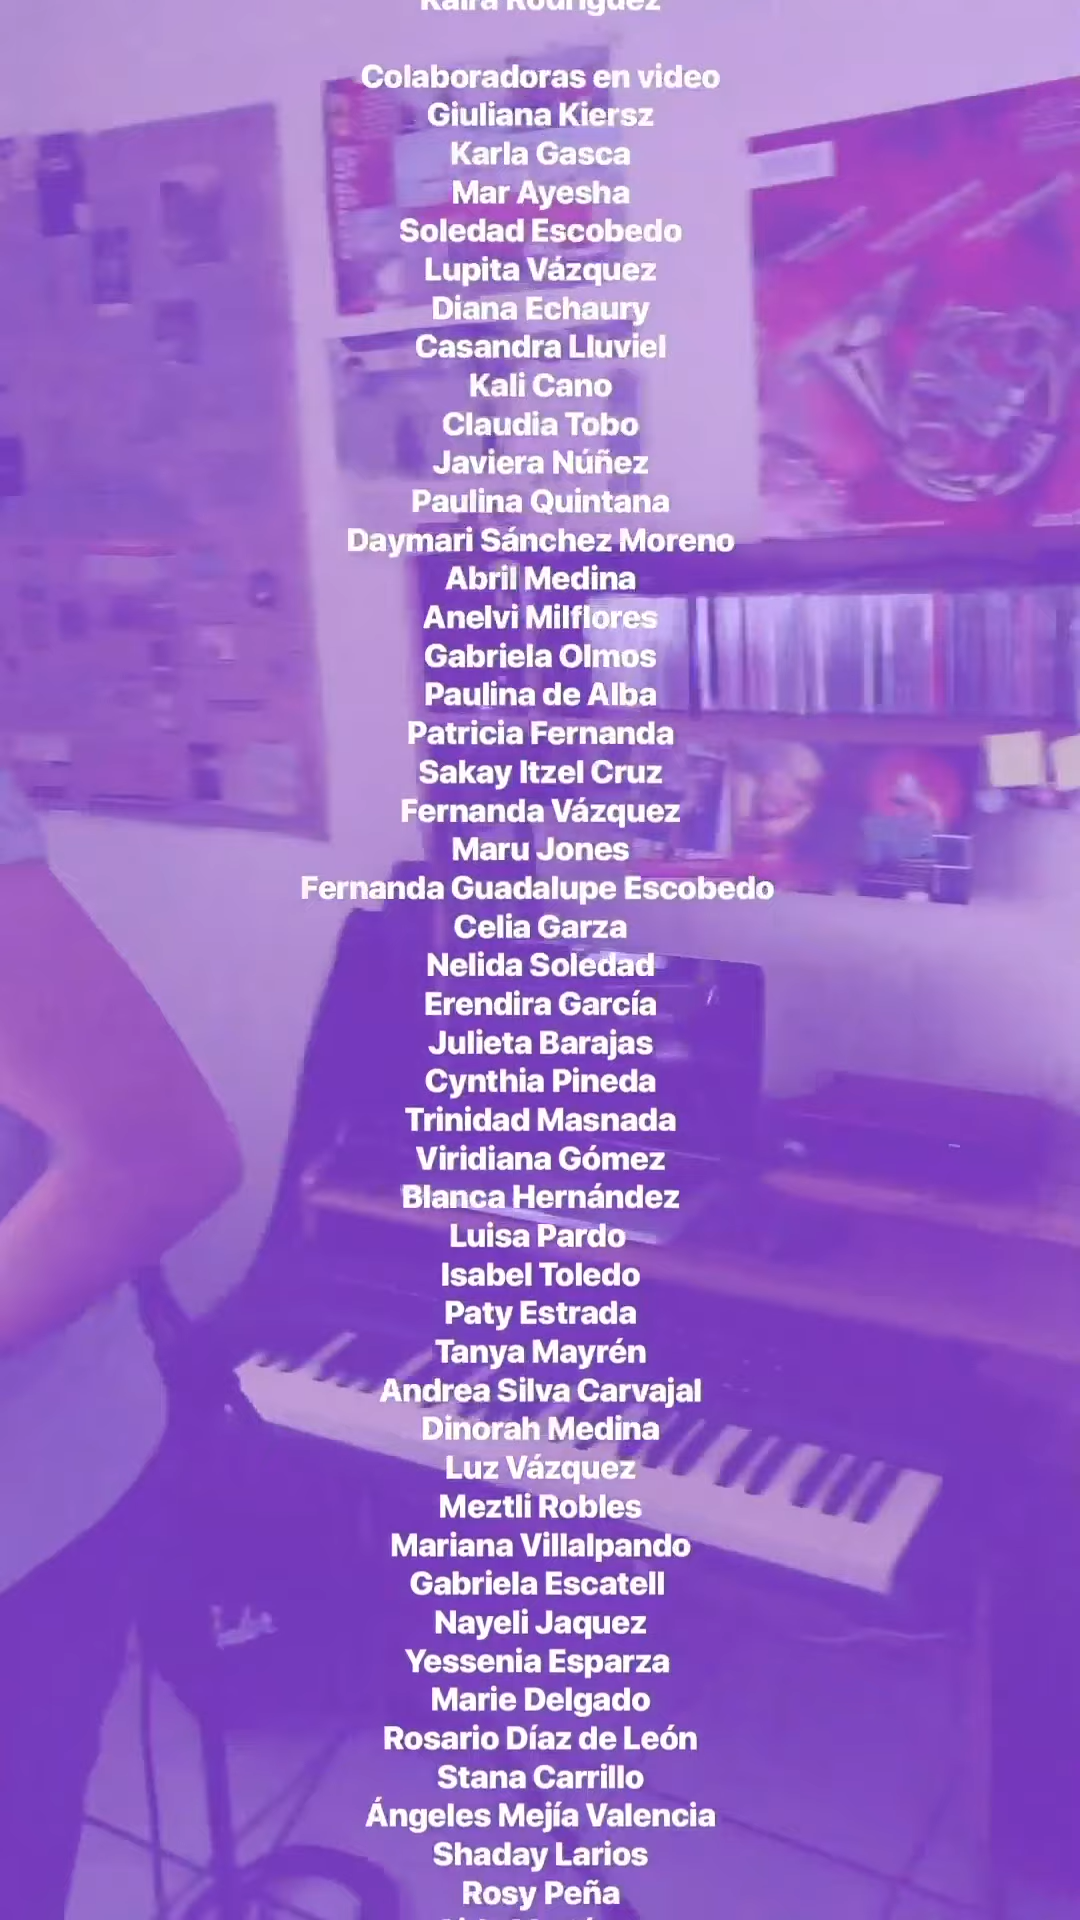 Kaira Rodríguez
Colaboradoras en video
Giuliana Kiersz
Karla Gasca
Mar Ayesha
Soledad Escobedo
Lupita Vázquez
Diana Echaury
Casandra Lluviel
Kali Cano
Claudia Tobo
Javiera Núñez
Paulina Quintana
Daymari Sánchez Moreno
Abril Medina
Anelvi Milflores
Gabriela Olmos
Paulina de Alba
Patricia Fernanda
Sakay Itzel Cruz
Fernanda Vázquez
Maru Jones
Fernanda Guadalupe Escobedo
Celia Garza
Nelida Soledad
Erendira García
Julieta Barajas
Cynthia Pineda
Trinidad Masnada
Viridiana Gómez
Blanca Hernández
Luisa Pardo
Isabel Toledo
Paty Estrada
Tanya Mayrén
Andrea Silva Carvajal
Dinorah Medina
Luz Vázquez
Meztli Robles
Mariana Villalpando
Gabriela Escatell
Nayeli Jaquez
Yessenia Esparza
Marie Delgado
Rosario Díaz de León
Stana Carrillo
Ángeles Mejía Valencia
Shaday Larios
Rosy Peña